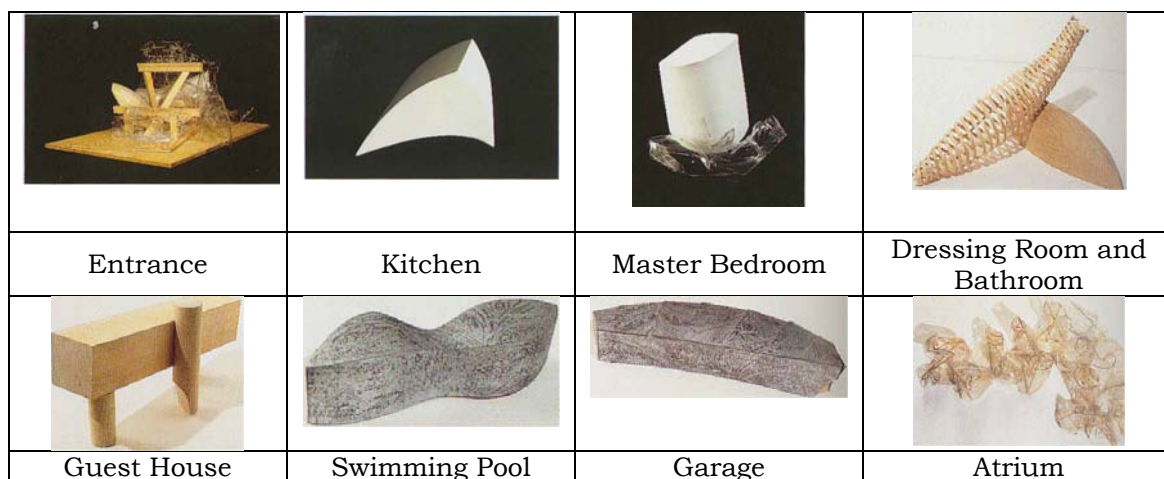 Entrance
Kitchen
Master Bedroom
Dressing Room and
Bathroom
Guest House
Swimming Pool
Garage
Atrium